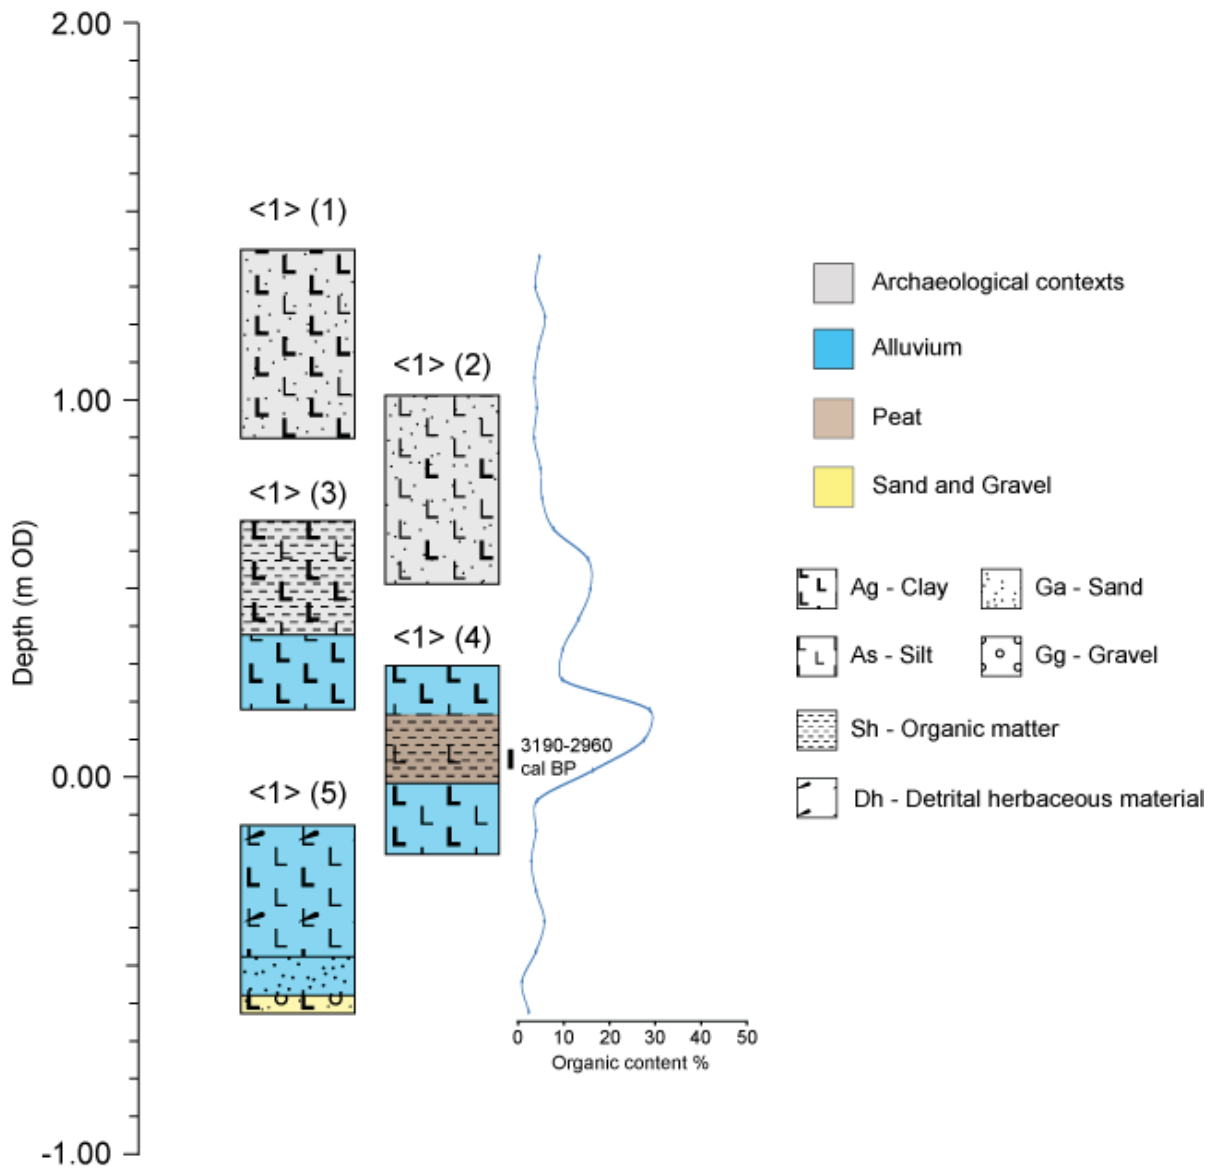 2.00
1.00
0.00
-1.00
Depth (m OD)
<1> (1)
<1> (2)
<1> (3)
<1> (4)
<1> (5)
3190-2960
cal BP
0 10 20 30 40 50
Organic content %
Archaeological contexts
Alluvium
Peat
Sand and Gravel
Ag - Clay
Ga - Sand
As - Silt
Gg - Gravel
Sh - Organic matter
Dh - Detrital herbaceous material